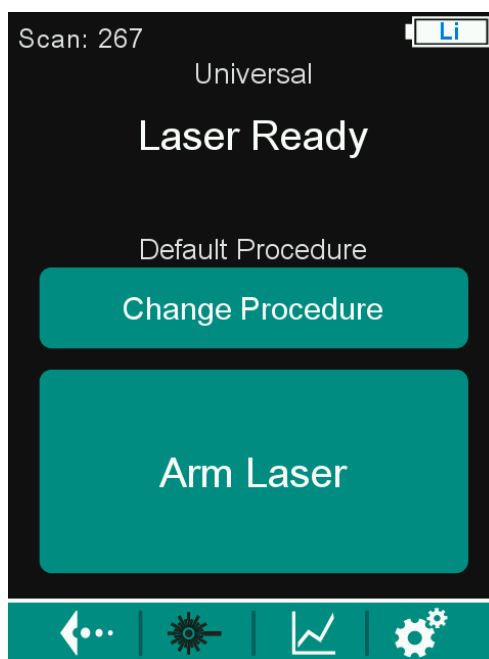 Scan: 267
Li
Universal
Laser Ready
Default Procedure
Change Procedure
Arm Laser